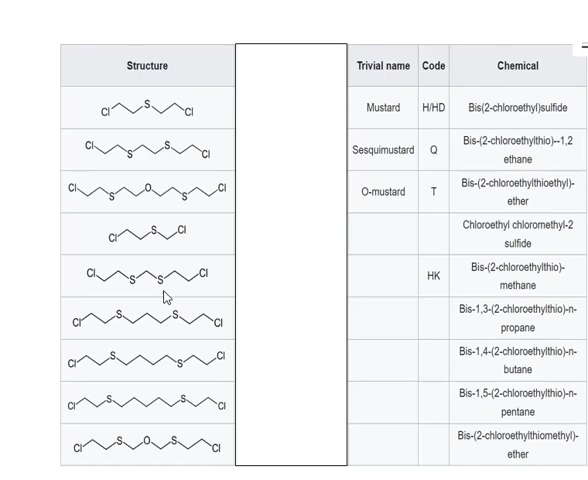 Structure Trivial name Code Chemical
Cl S Cl Mustard H/HD Bis(2-chloroethyl)sulfide
Cl S S Cl Sesquimustard Q Bis-(2-chloroethylthio)--1,2
ethane
Cl S O S Cl O-mustard T Bis-(2-chloroethylthioethyl)-
ether
Cl S Cl Chloroethyl chloromethyl-2
sulfide
Cl S S Cl HK Bis-(2-chloroethylthio)-
methane
Cl S S Cl Bis-1,3-(2-chloroethylthio)-n-
propane
Cl S S Cl Bis-1,4-(2-chloroethylthio)-n-
butane
Cl S S Cl Bis-1,5-(2-chloroethylthio)-n-
pentane
Cl S O S Cl Bis-(2-chloroethylthiomethyl)-
ether